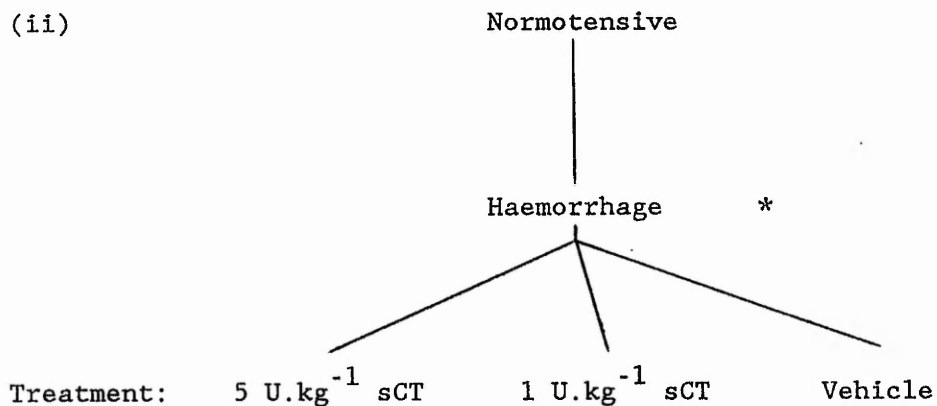 (ii) Normotensive
Haemorrhage *
Treatment: 5 U.kg⁻¹ sCT 1 U.kg⁻¹ sCT Vehicle